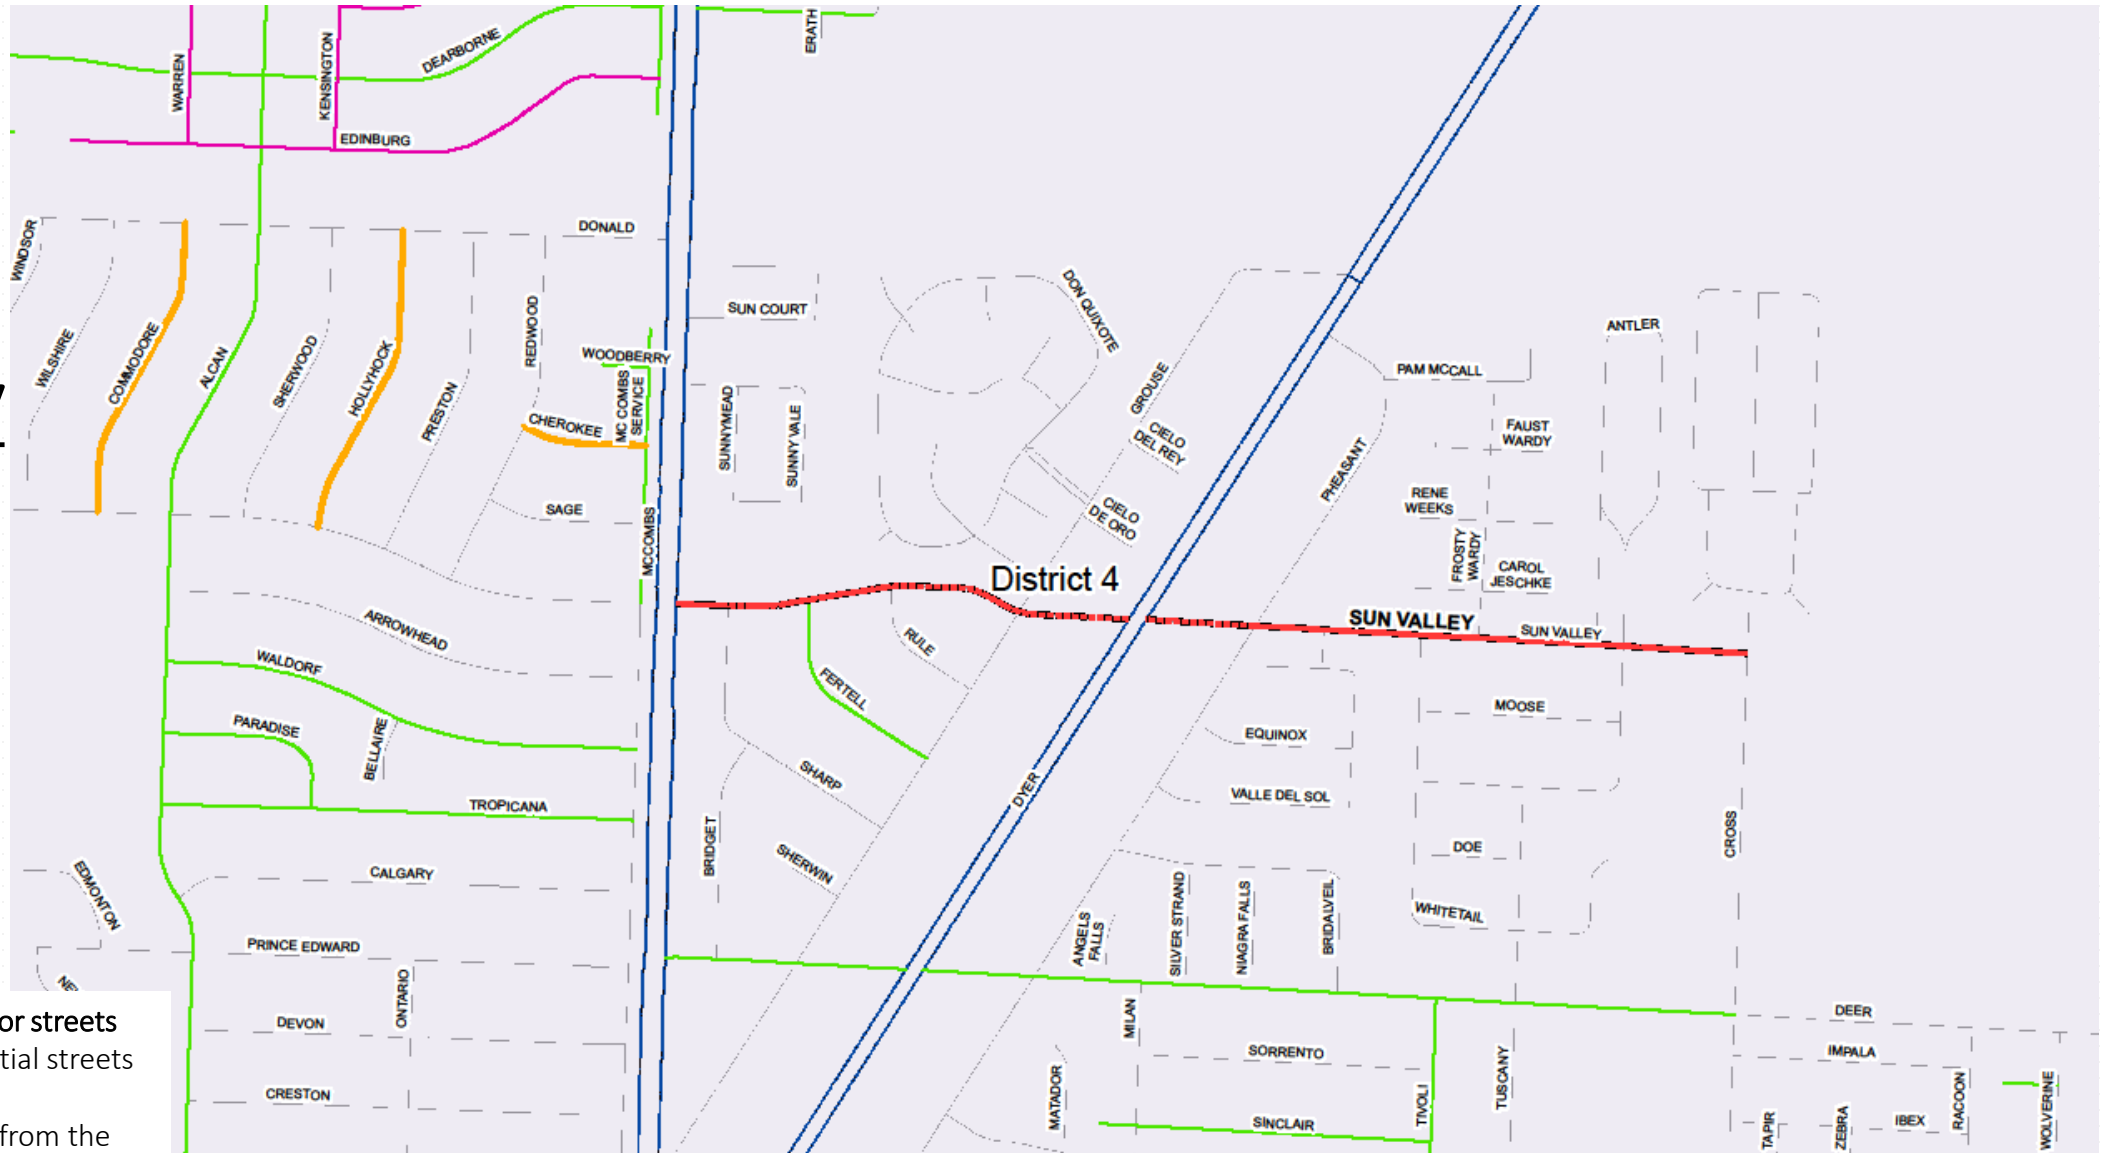 ERATH
WARREN
KENSINGTON
DEARBORNE
EDINBURG
WINDSOR
DONALD
WILSHIRE
COMMODORE
ALCAN
SHERWOOD
HOLLYHOCK
PRESTON
REDWOOD
WOODBERRY
MC COMBS
SERVICE
CHEROKEE
SAGE
MCCOMBS
SUN COURT
SUNNYMEAD
SUNNY VALE
DON QUIXOTE
GROUSE
CIELO
DEL REY
CIELO
DE ORO
PHEASANT
PAM MCCALL
FAUST
WARDY
RENE
WEEKS
FROSTY
WARDY
CAROL
JESCHKE
ANTLER
District 4
SUN VALLEY
SUN VALLEY
ARROWHEAD
WALDORF
PARADISE
BELLAIRE
TROPICANA
RULE
FERTELL
SHARP
BRIDGET
SHERWIN
DYER
EQUINOX
VALLE DEL SOL
MOOSE
DOE
CROSS
WHITETAIL
EDMONTON
CALGARY
PRINCE EDWARD
ONTARIO
DEVON
CRESTON
ANGELS
FALLS
SILVER STRAND
NIAGRA FALLS
BRIDALVEIL
MILAN
MATADOR
SORRENTO
SINCLAIR
TIVOLI
TUSCANY
DEER
IMPALA
TAPIR
ZEBRA
IBEX
RACOON
WOLVERINE
or streets
tial streets
from the